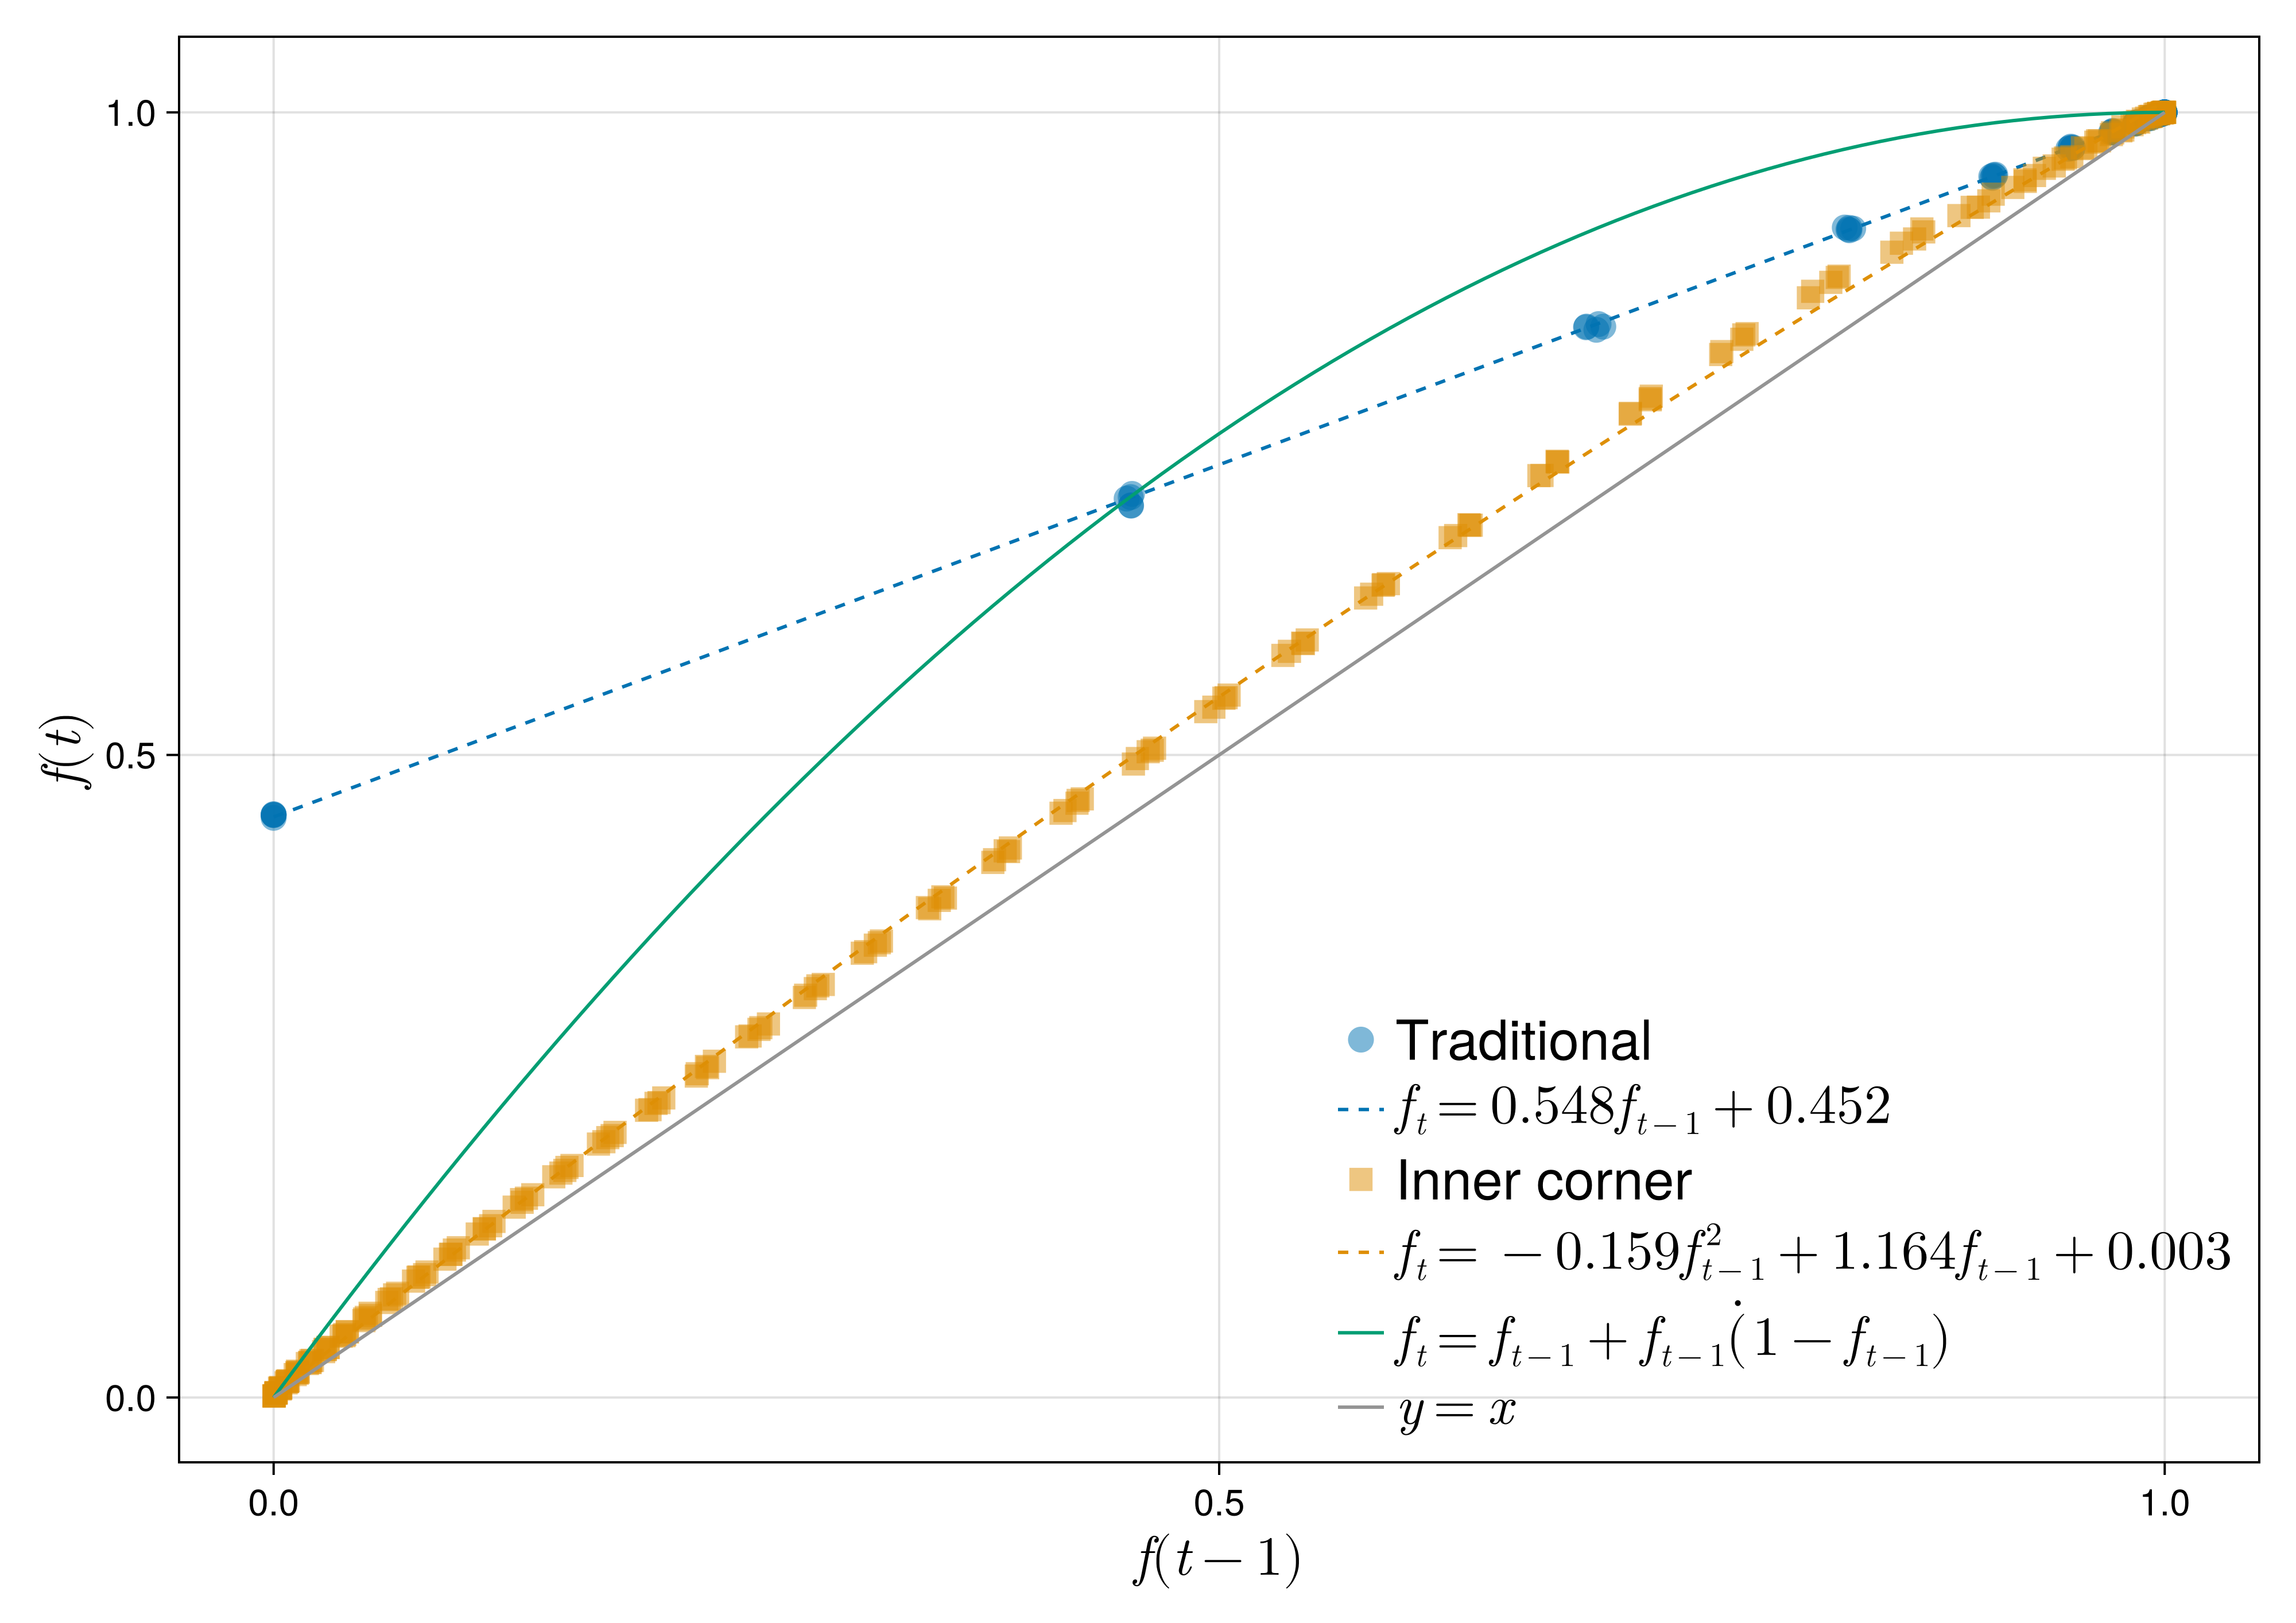 1.0
0.5
0.0
f(t)
Traditional
f_t = 0.548f_{t-1} + 0.452
Inner corner
f_t = -0.159f_{t-1}^2 + 1.164f_{t-1} + 0.003
f_t = f_{t-1} + f_{t-1}\dot(1 - f_{t-1})
y = x
0.0 0.5 1.0
f(t - 1)